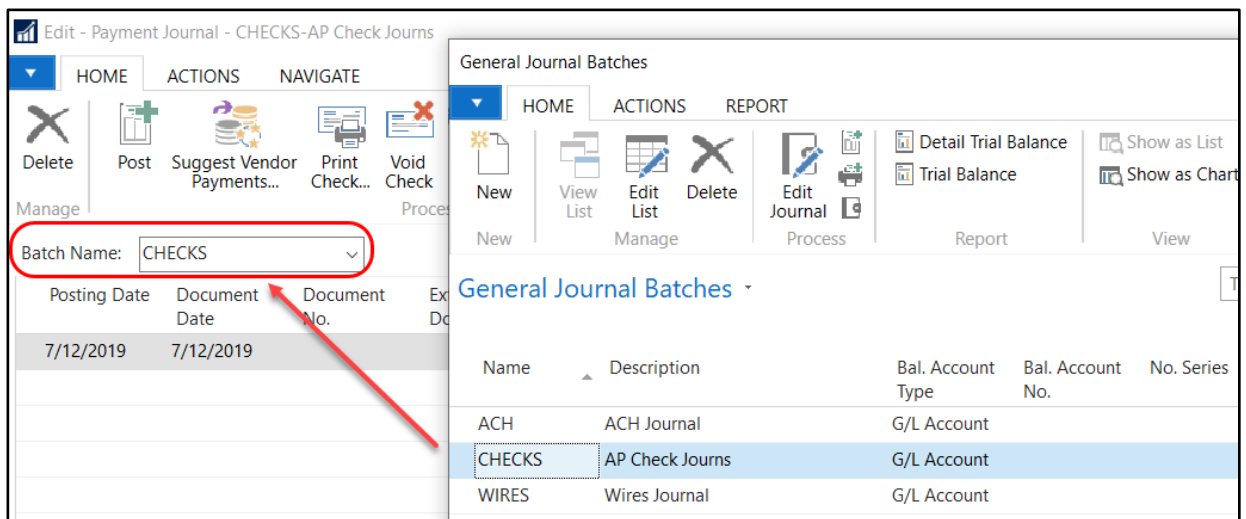 Edit - Payment Journal - CHECKS-AP Check Journs
HOME ACTIONS NAVIGATE
Delete Post Suggest Vendor Payments... Print Check... Void Check
Manage
Batch Name: CHECKS
Posting Date Document Date Document No.
7/12/2019 7/12/2019
General Journal Batches
HOME ACTIONS REPORT
New View List Edit List Delete Edit Journal Detail Trial Balance Show as List
Trial Balance Show as Chart
New Manage Process Report View
General Journal Batches
Name Description Bal. Account Type Bal. Account No. No. Series
ACH ACH Journal G/L Account
CHECKS AP Check Journs G/L Account
WIRES Wires Journal G/L Account